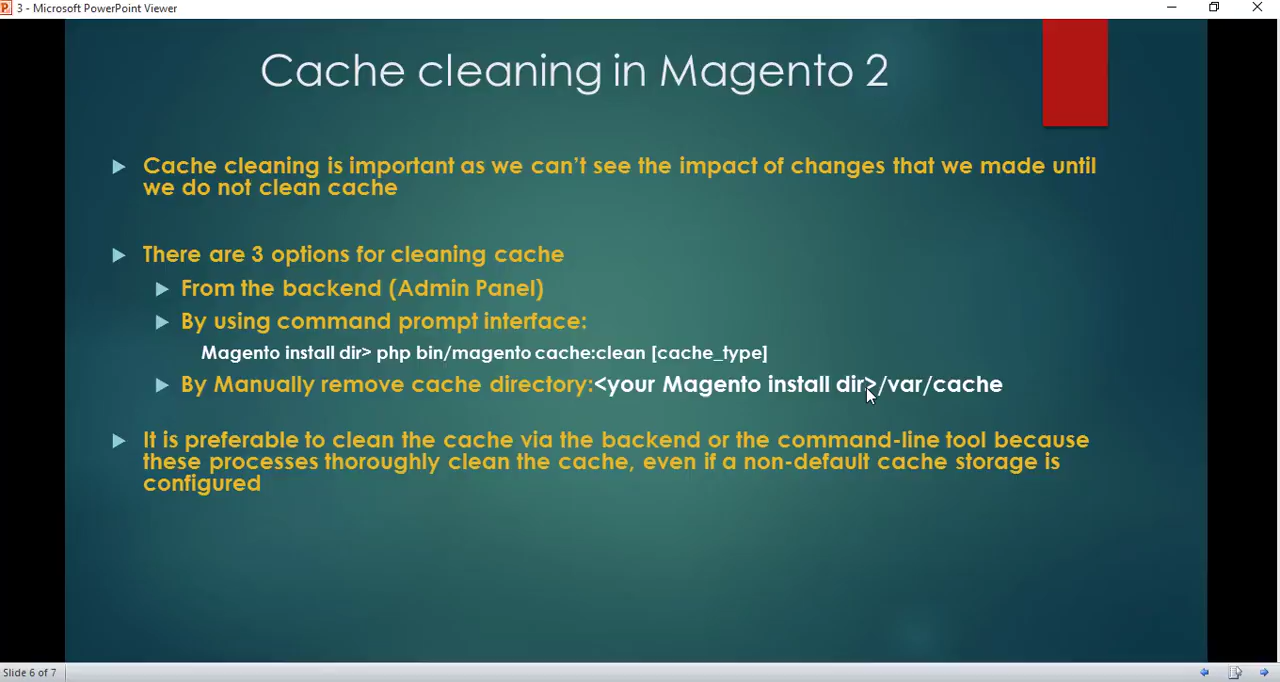 3 - Microsoft PowerPoint Viewer
Cache cleaning in Magento 2
Cache cleaning is important as we can't see the impact of changes that we made until
we do not clean cache
There are 3 options for cleaning cache
From the backend (Admin Panel)
By using command prompt interface:
Magento install dir> php bin/magento cache:clean [cache_type]
By Manually remove cache directory:<your Magento install dir>/var/cache
It is preferable to clean the cache via the backend or the command-line tool because
these processes thoroughly clean the cache, even if a non-default cache storage is
configured
Slide 6 of 7